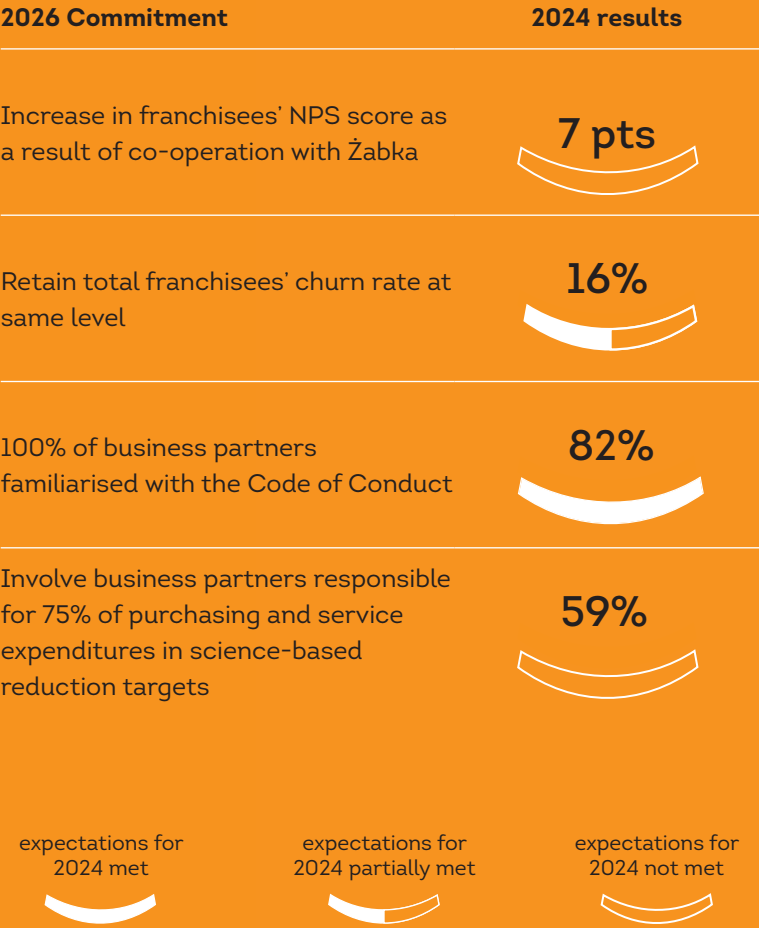 2026 Commitment
2024 results
Increase in franchisees’ NPS score as
a result of co-operation with Żabka
7 pts
Retain total franchisees’ churn rate at
same level
16%
100% of business partners
familiarised with the Code of Conduct
82%
Involve business partners responsible
for 75% of purchasing and service
expenditures in science-based
reduction targets
59%
expectations for
2024 met
expectations for
2024 partially met
expectations for
2024 not met